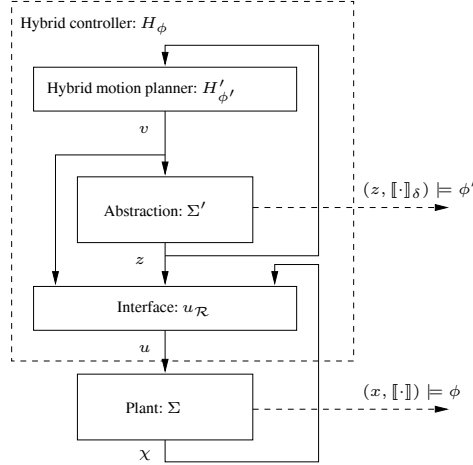 Hybrid controller: H_ϕ
Hybrid motion planner: H′_ϕ′
v
(z, ⟦·⟧_δ) ⊨ ϕ′
Abstraction: Σ′
z
Interface: u_ℛ
u
(x, ⟦·⟧) ⊨ ϕ
Plant: Σ
χ